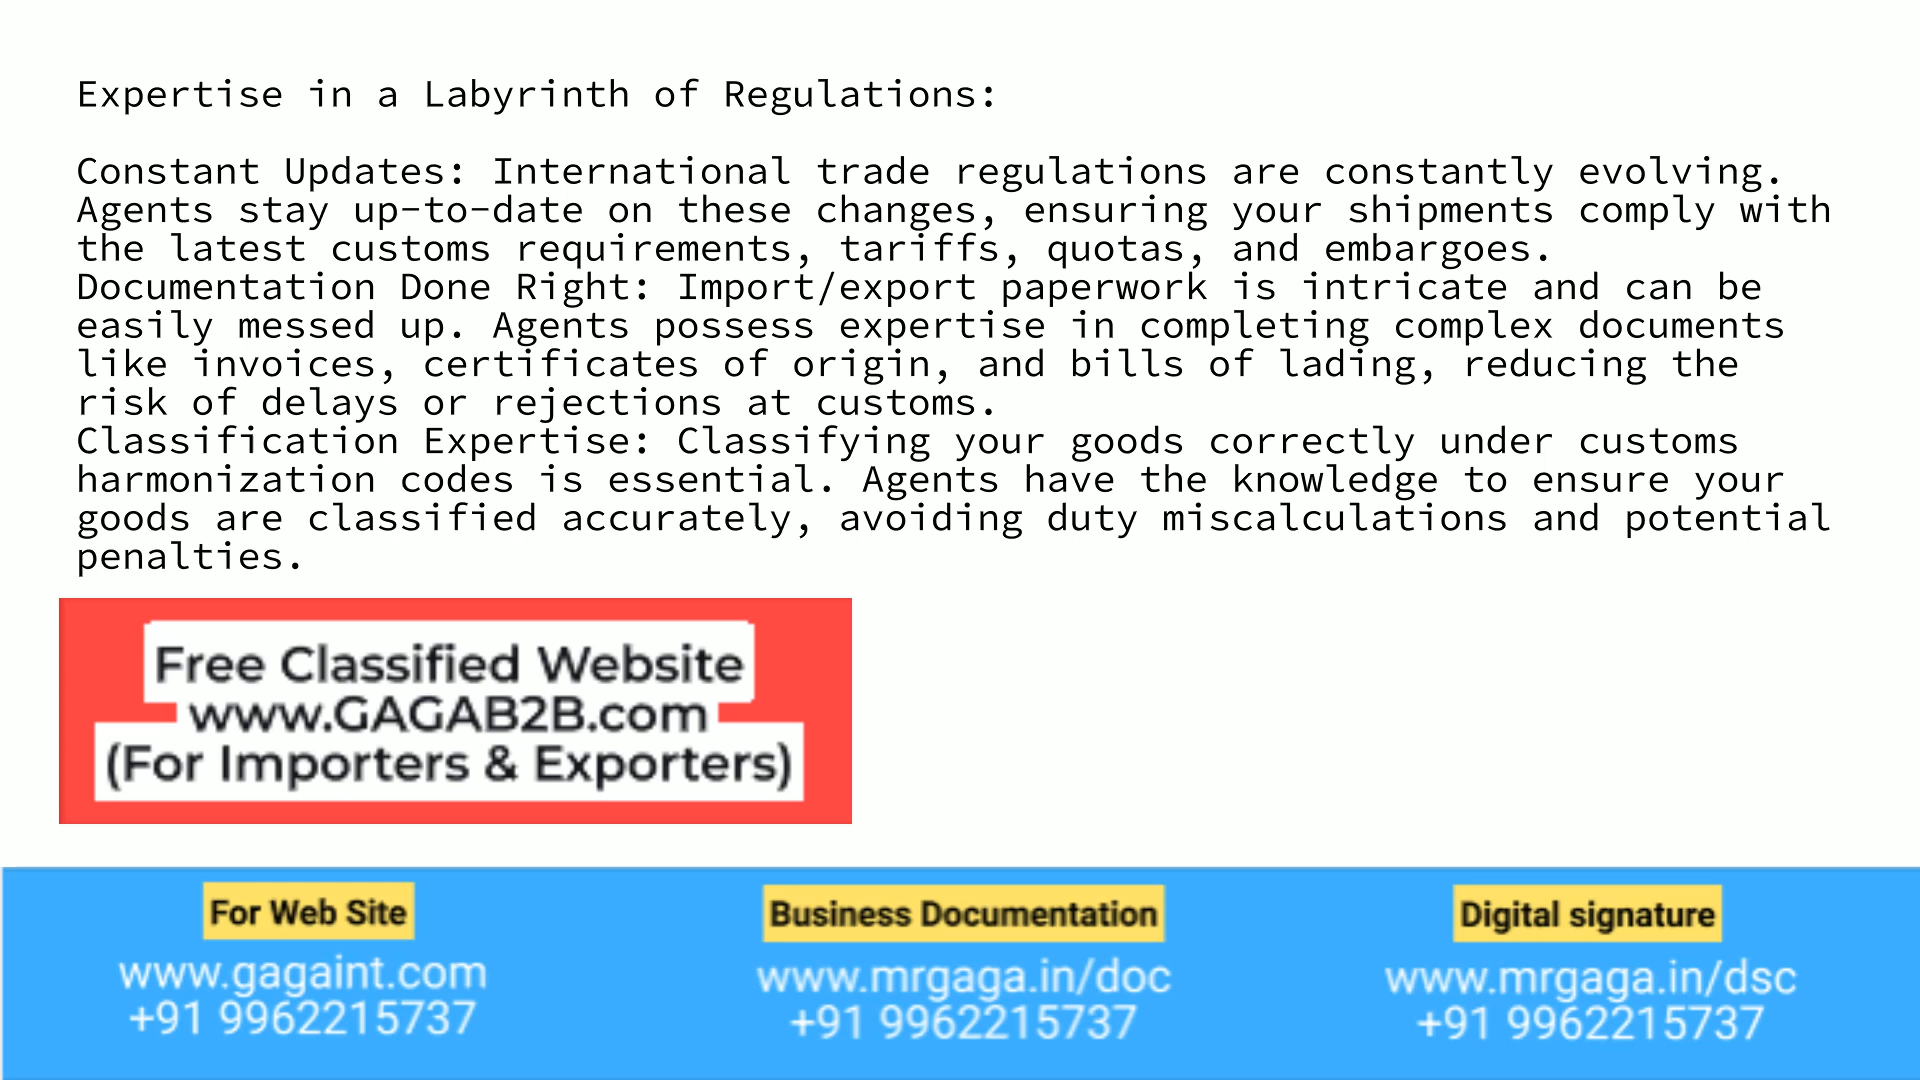 Expertise in a Labyrinth of Regulations:
Constant Updates: International trade regulations are constantly evolving.
Agents stay up-to-date on these changes, ensuring your shipments comply with
the latest customs requirements, tariffs, quotas, and embargoes.
Documentation Done Right: Import/export paperwork is intricate and can be
easily messed up. Agents possess expertise in completing complex documents
like invoices, certificates of origin, and bills of lading, reducing the
risk of delays or rejections at customs.
Classification Expertise: Classifying your goods correctly under customs
harmonization codes is essential. Agents have the knowledge to ensure your
goods are classified accurately, avoiding duty miscalculations and potential
penalties.
Free Classified Website
www.GAGAB2B.com
(For Importers & Exporters)
For Web Site
www.gagaint.com
+91 9962215737
Business Documentation
www.mrgaga.in/doc
+91 9962215737
Digital signature
www.mrgaga.in/dsc
+91 9962215737